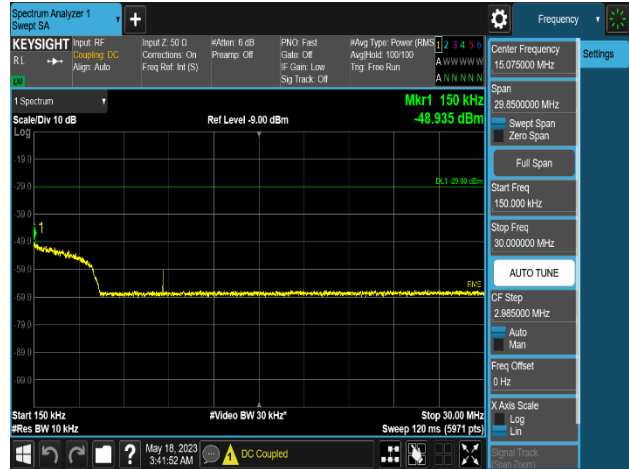 Spectrum Analyzer 1
Swept SA
+
Frequency
KEYSIGHT
Input: RF
Input Z: 50 Ω
#Atten: 6 dB
PNO: Fast
#Avg Type: Power (RMS)
1 2 3 4 5 6
R L
Coupling: DC
Corrections: On
Preamp: Off
Gate: Off
Avg|Hold: 100/100
A W W W W W
Align: Auto
Freq Ref: Int (S)
IF Gain: Low
Trig: Free Run
Sig Track: Off
A N N N N N
LXI
1 Spectrum
Mkr1 150 kHz
Scale/Div 10 dB
Ref Level -9.00 dBm
-48.935 dBm
Log
-19.0
-29.0
DL1 -29.00 dBm
-39.0
1
-49.0
-59.0
RMS
-69.0
-79.0
-89.0
-99.0
Start 150 kHz
#Video BW 30 kHz*
Stop 30.00 MHz
#Res BW 10 kHz
Sweep 120 ms (5971 pts)
?
May 18, 2023
3:41:52 AM
DC Coupled
Center Frequency
15.075000 MHz
Settings
Span
29.8500000 MHz
Swept Span
Zero Span
Full Span
Start Freq
150.000 kHz
Stop Freq
30.000000 MHz
AUTO TUNE
CF Step
2.985000 MHz
Auto
Man
Freq Offset
0 Hz
X Axis Scale
Log
Lin
Signal Track
(Span Zoom)